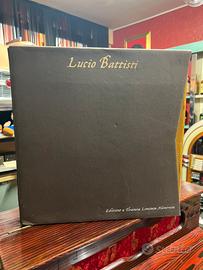 Lucio Battisti
Edizione a Tiratura Limitata Numerata